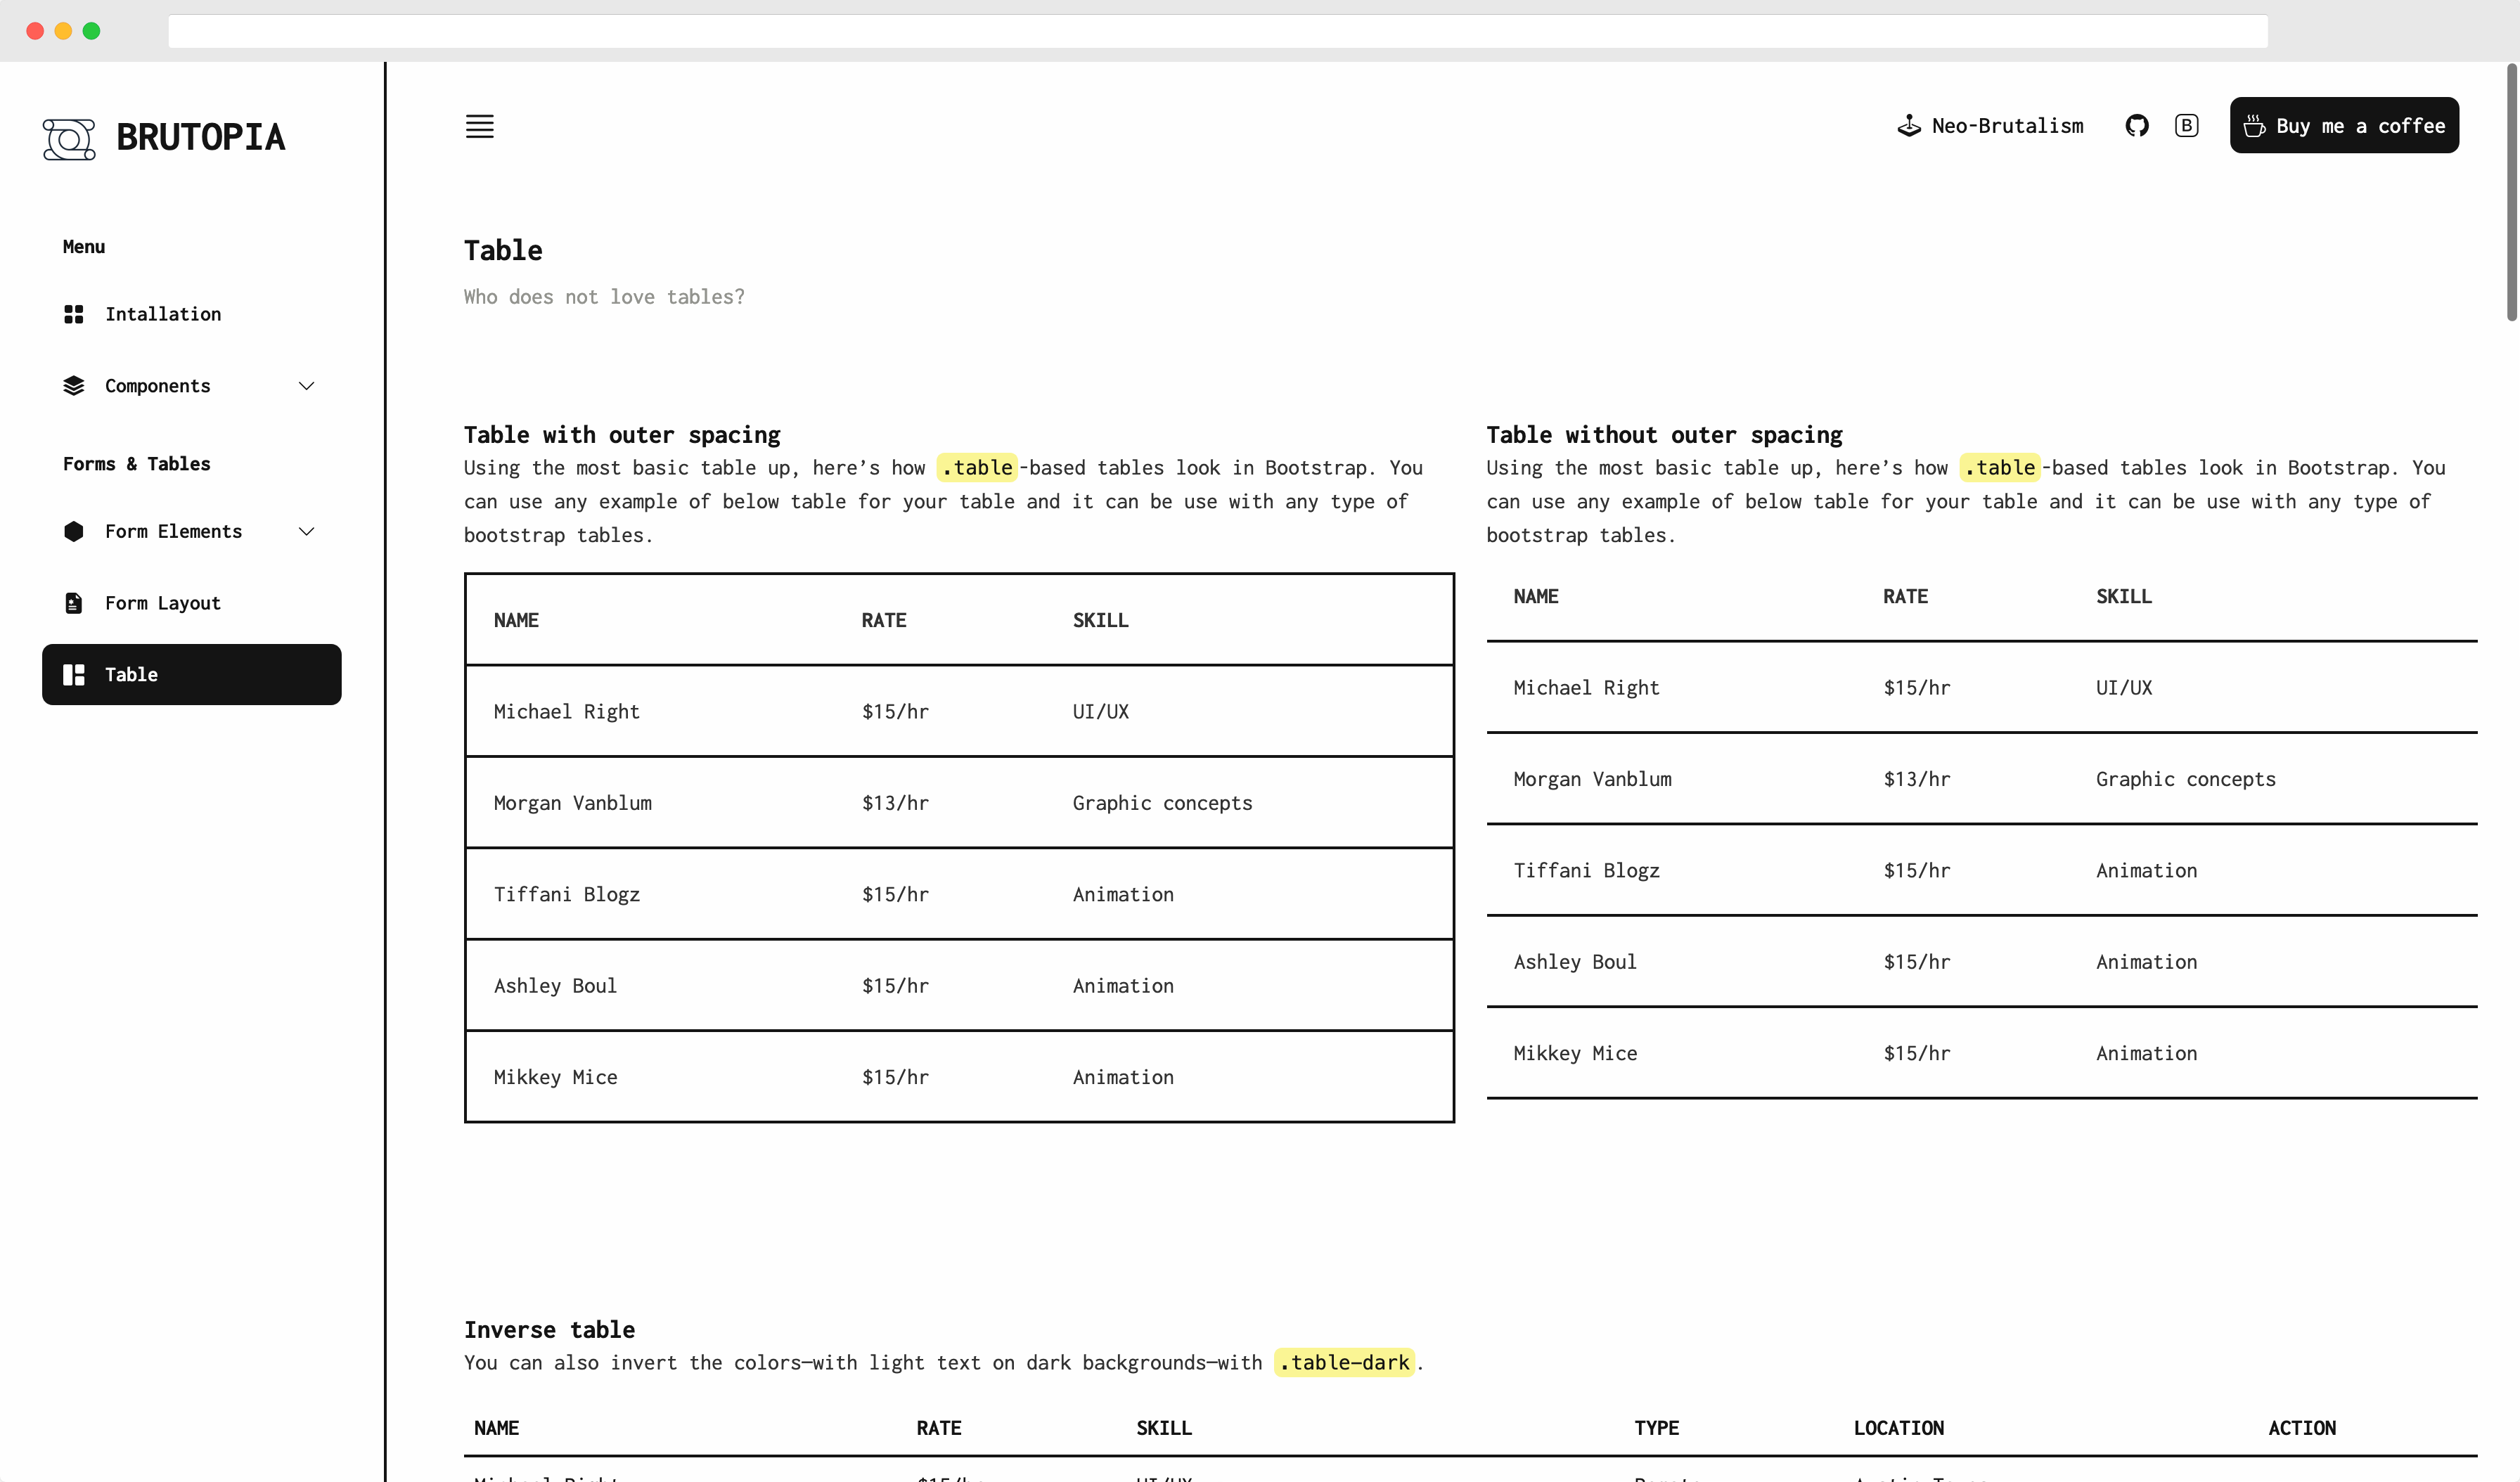 BRUTOPIA
Menu
Intallation
Components
Forms & Tables
Form Elements
Form Layout
Table
Neo-Brutalism
B
Buy me a coffee
Table
Who does not love tables?
Table with outer spacing
Using the most basic table up, here’s how .table-based tables look in Bootstrap. You
can use any example of below table for your table and it can be use with any type of
bootstrap tables.
NAME RATE SKILL
Michael Right $15/hr UI/UX
Morgan Vanblum $13/hr Graphic concepts
Tiffani Blogz $15/hr Animation
Ashley Boul $15/hr Animation
Mikkey Mice $15/hr Animation
Table without outer spacing
Using the most basic table up, here’s how .table-based tables look in Bootstrap. You
can use any example of below table for your table and it can be use with any type of
bootstrap tables.
NAME RATE SKILL
Michael Right $15/hr UI/UX
Morgan Vanblum $13/hr Graphic concepts
Tiffani Blogz $15/hr Animation
Ashley Boul $15/hr Animation
Mikkey Mice $15/hr Animation
Inverse table
You can also invert the colors—with light text on dark backgrounds—with .table-dark.
NAME RATE SKILL TYPE LOCATION ACTION